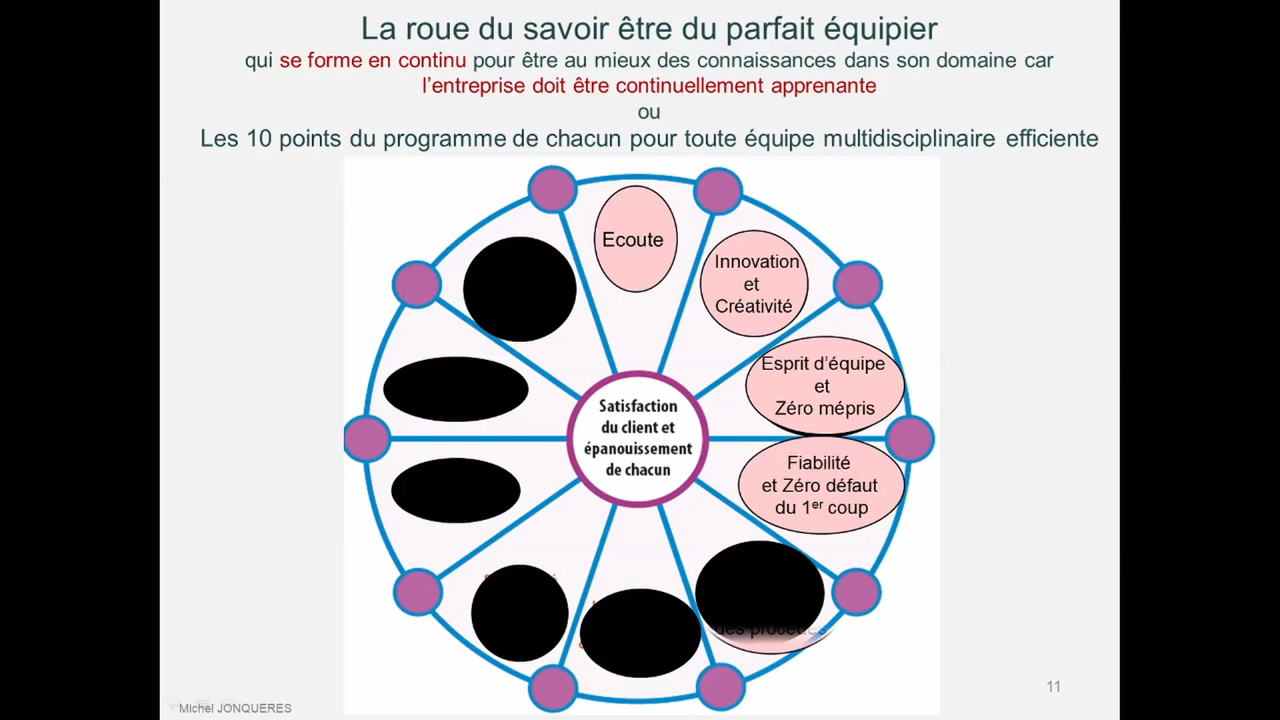 La roue du savoir être du parfait équipier
qui se forme en continu pour être au mieux des connaissances dans son domaine car
l’entreprise doit être continuellement apprenante
ou
Les 10 points du programme de chacun pour toute équipe multidisciplinaire efficiente
Ecoute
Innovation
et
Créativité
Esprit d’équipe
et
Zéro mépris
Fiabilité
et Zéro défaut
du 1er coup
Satisfaction
du client et
épanouissement
de chacun
des
11
Michel JONQUERES